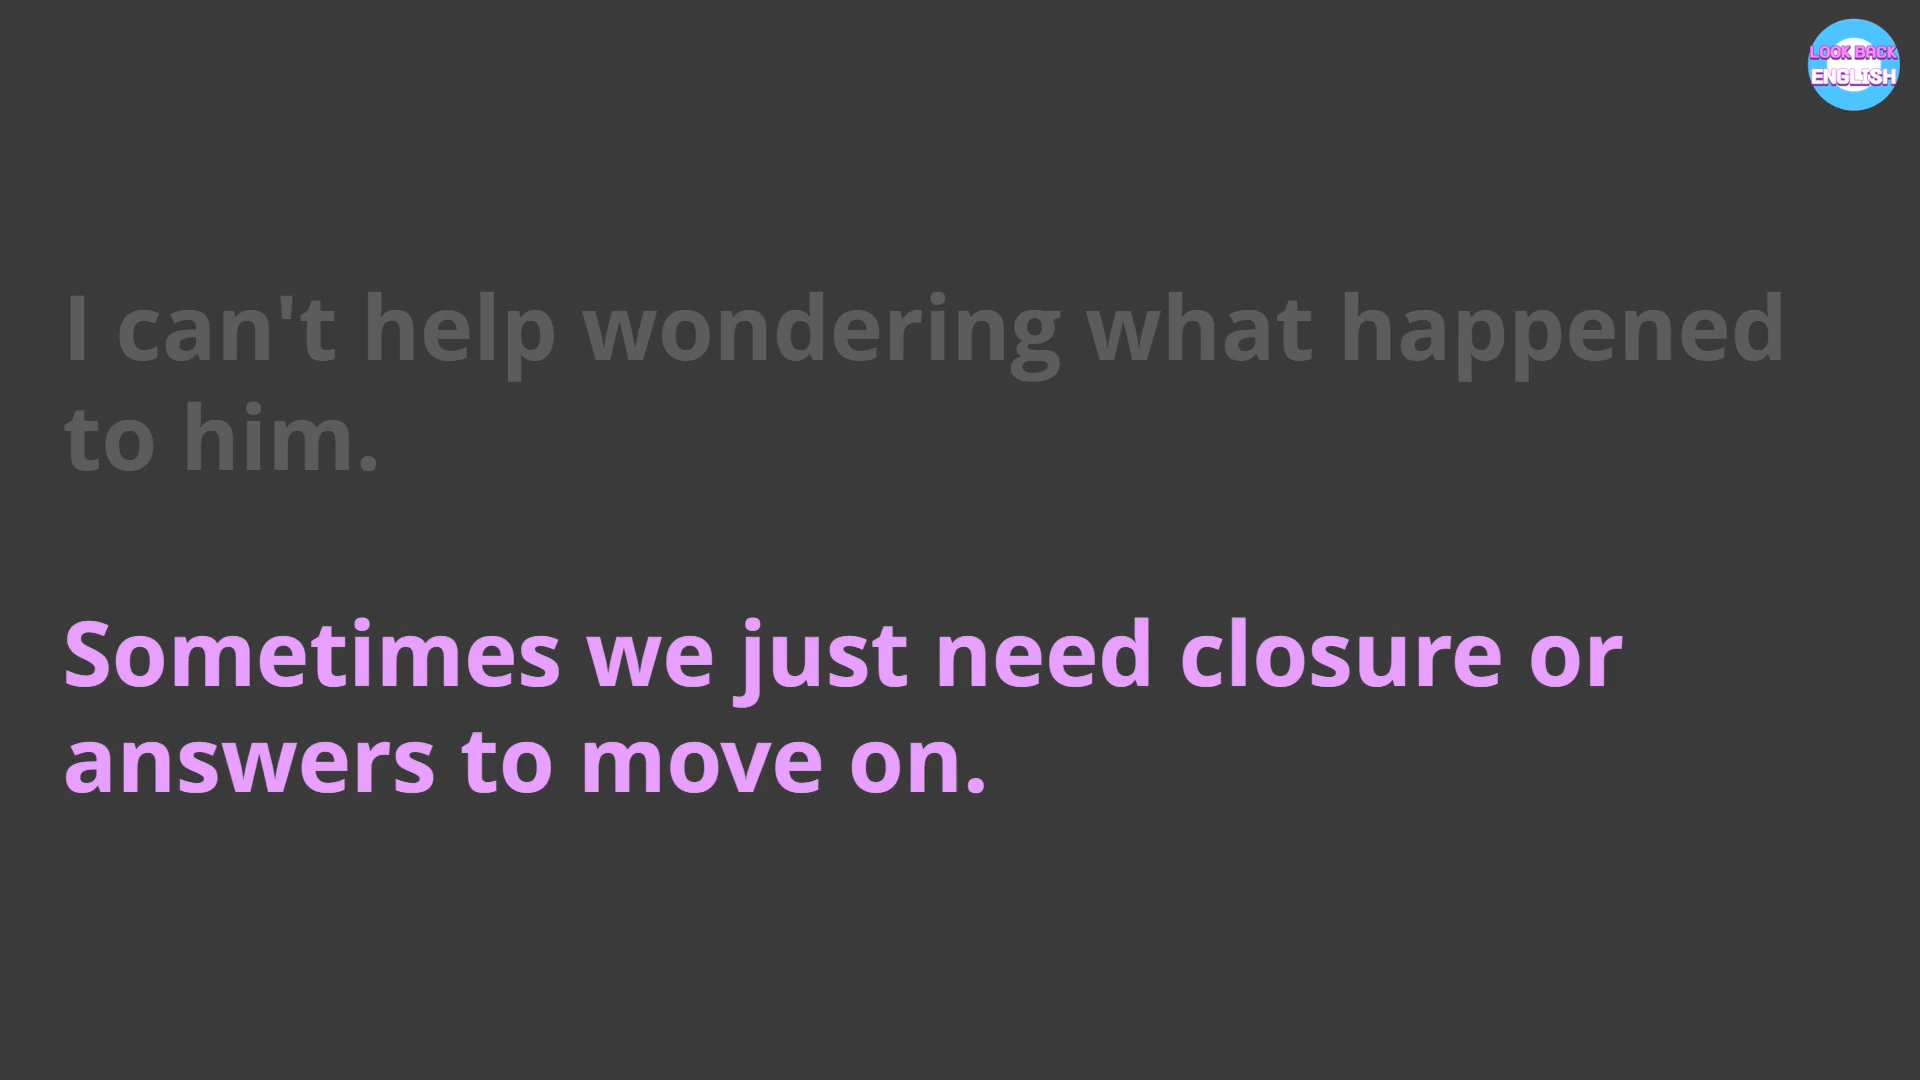 LOOK BACK
ENGLISH
I can't help wondering what happened
to him.
Sometimes we just need closure or
answers to move on.